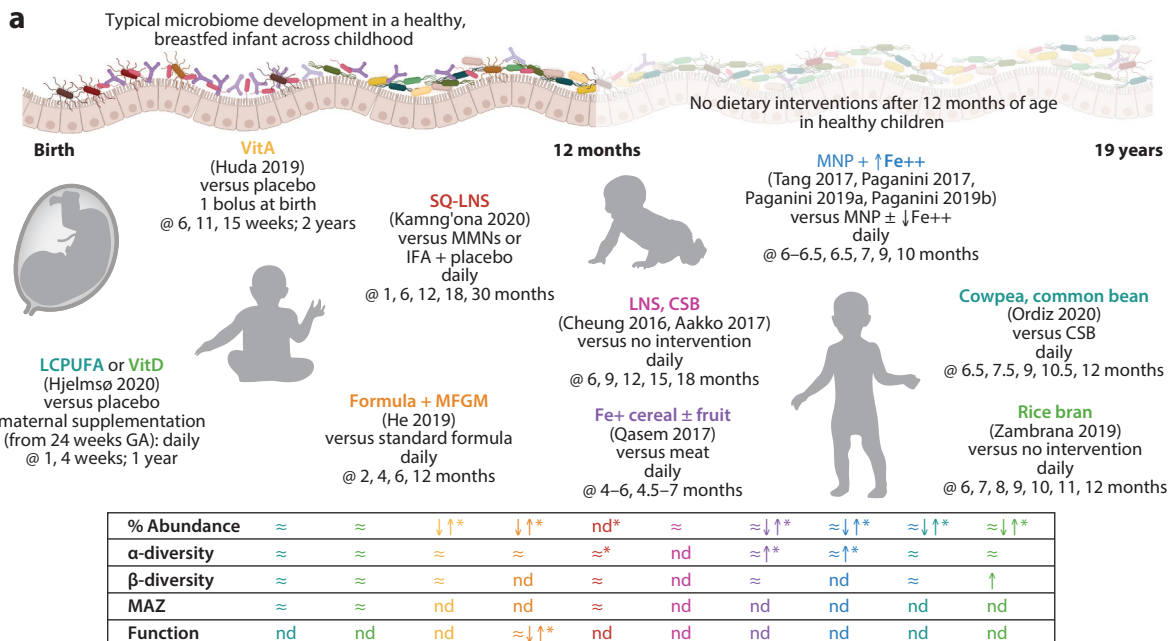 a
Typical microbiome development in a healthy,
breastfed infant across childhood
No dietary interventions after 12 months of age
in healthy children
Birth
12 months
19 years
VitA
(Huda 2019)
versus placebo
1 bolus at birth
@ 6, 11, 15 weeks; 2 years
SQ-LNS
(Kamng'ona 2020)
versus MMNs or
IFA + placebo
daily
@ 1, 6, 12, 18, 30 months
MNP + ↑Fe++
(Tang 2017, Paganini 2017,
Paganini 2019a, Paganini 2019b)
versus MNP ± ↓Fe++
daily
@ 6–6.5, 6.5, 7, 9, 10 months
LCPUFA or VitD
(Hjelmsø 2020)
versus placebo
maternal supplementation
(from 24 weeks GA): daily
@ 1, 4 weeks; 1 year
Formula + MFGM
(He 2019)
versus standard formula
daily
@ 2, 4, 6, 12 months
LNS, CSB
(Cheung 2016, Aakko 2017)
versus no intervention
daily
@ 6, 9, 12, 15, 18 months
Fe+ cereal ± fruit
(Qasem 2017)
versus meat
daily
@ 4–6, 4.5–7 months
Cowpea, common bean
(Ordiz 2020)
versus CSB
daily
@ 6.5, 7.5, 9, 10.5, 12 months
Rice bran
(Zambrana 2019)
versus no intervention
daily
@ 6, 7, 8, 9, 10, 11, 12 months
% Abundance ≈ ≈ ↓↑* ↓↑* nd* ≈ ≈↓↑* ≈↓↑* ≈↓↑* ≈↓↑*
α-diversity ≈ ≈ ≈ ≈ ≈* nd ≈↑* ≈↑* ≈ ≈
β-diversity ≈ ≈ ≈ nd ≈ nd ≈ nd ≈ ↑
MAZ ≈ ≈ nd nd ≈ nd nd nd nd nd
Function nd nd nd ≈↓↑* nd nd nd nd nd nd